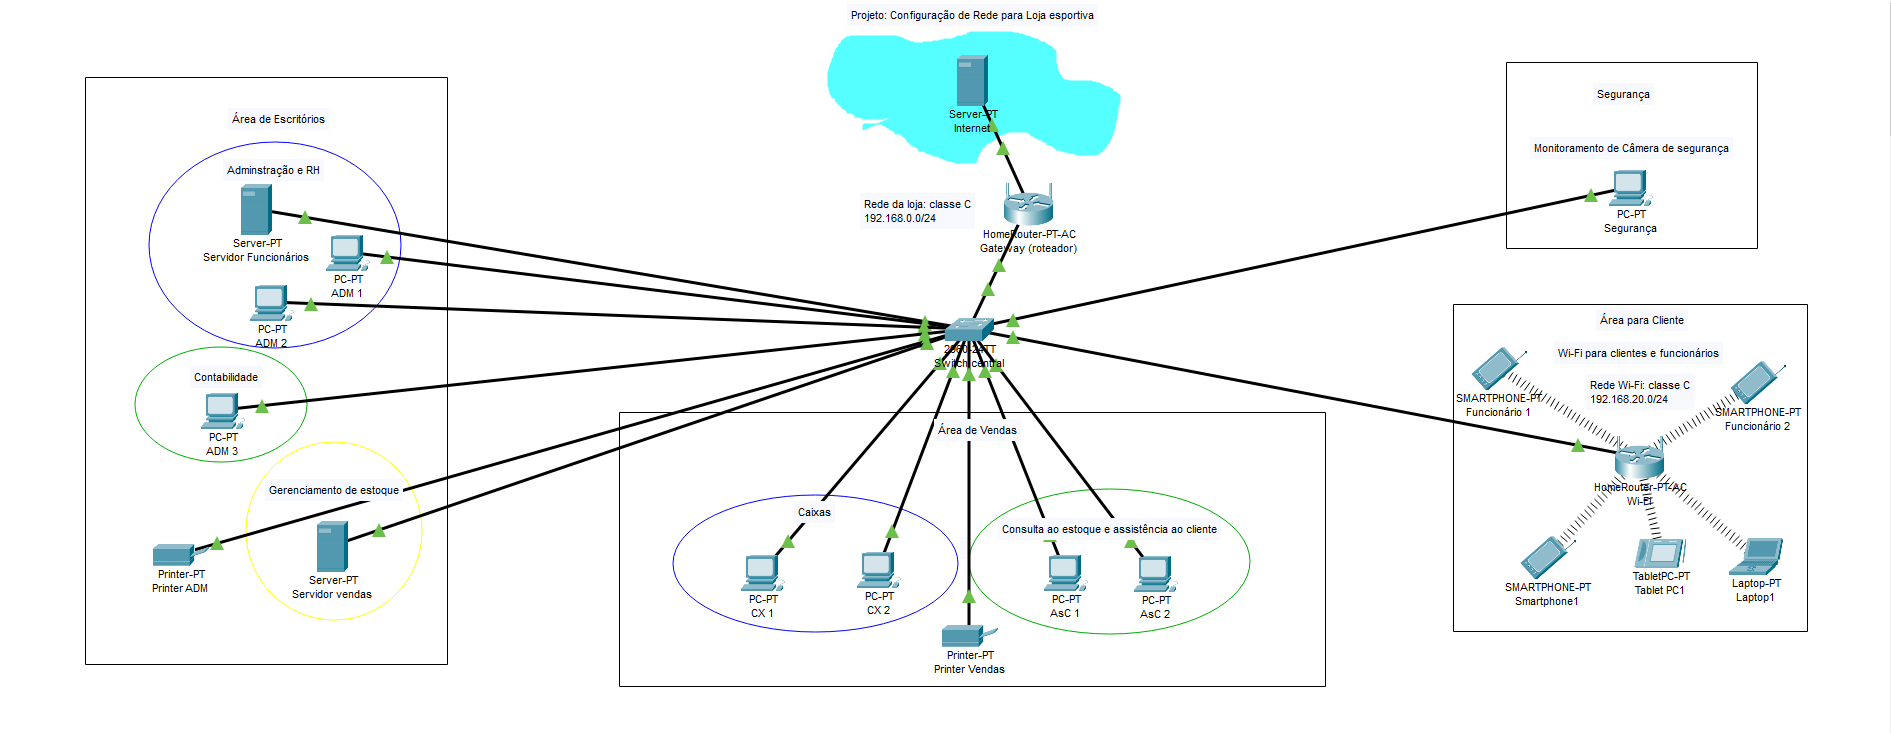 Projeto: Configuração de Rede para Loja esportiva
Server-PT
Internet
Rede da loja: classe C
192.168.0.0/24
HomeRouter-PT-AC
Gateway (roteador)
2960-24TT
Switch central
Área de Escritórios
Adminstração e RH
Server-PT
Servidor Funcionários
PC-PT
ADM 1
PC-PT
ADM 2
Contabilidade
PC-PT
ADM 3
Gerenciamento de estoque
Server-PT
Servidor vendas
Printer-PT
Printer ADM
Área de Vendas
Caixas
PC-PT
CX 1
PC-PT
CX 2
Consulta ao estoque e assistência ao cliente
PC-PT
AsC 1
PC-PT
AsC 2
Printer-PT
Printer Vendas
Segurança
Monitoramento de Câmera de segurança
PC-PT
Segurança
Área para Cliente
Wi-Fi para clientes e funcionários
Rede Wi-Fi: classe C
192.168.20.0/24
SMARTPHONE-PT
Funcionário 1
SMARTPHONE-PT
Funcionário 2
HomeRouter-PT-AC
Wi-Fi
SMARTPHONE-PT
Smartphone1
TabletPC-PT
Tablet PC1
Laptop-PT
Laptop1